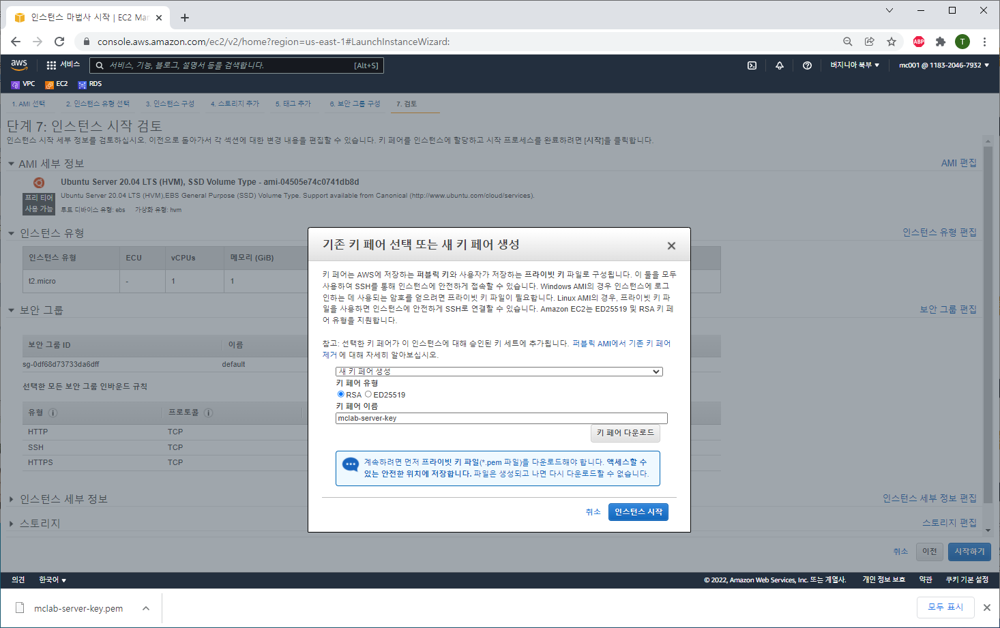 인스턴스 마법사 시작 | EC2 Mar
console.aws.amazon.com/ec2/v2/home?region=us-east-1#LaunchInstanceWizard:
ABP
T
aws
서비스
서비스, 기능, 블로그, 설명서 등을 검색합니다.
[Alt+S]
버지니아 북부
mc001 @ 1183-2046-7932
VPC
EC2
RDS
1. AMI 선택
2. 인스턴스 유형 선택
3. 인스턴스 구성
4. 스토리지 추가
5. 태그 추가
6. 보안 그룹 구성
7. 검토
단계 7: 인스턴스 시작 검토
인스턴스 시작 세부 정보를 검토하십시오. 이전으로 돌아가서 각 섹션에 대한 변경 내용을 편집할 수 있습니다. 키 페어를 인스턴스에 할당하고 시작 프로세스를 완료하려면 [시작]을 클릭합니다.
AMI 세부 정보
AMI 편집
Ubuntu Server 20.04 LTS (HVM), SSD Volume Type - ami-04505e74c0741db8d
프리 티어
사용 가능
Ubuntu Server 20.04 LTS (HVM),EBS General Purpose (SSD) Volume Type. Support available from Canonical (http://www.ubuntu.com/cloud/services).
루트 디바이스 유형: ebs
가상화 유형: hvm
인스턴스 유형
인스턴스 유형 편집
인스턴스 유형
ECU
vCPUs
메모리 (GiB)
t2.micro
-
1
1
보안 그룹
보안 그룹 편집
보안 그룹 ID
이름
sg-0df68d73733da6dff
default
선택한 모든 보안 그룹 인바운드 규칙
유형
프로토콜
HTTP
TCP
SSH
TCP
HTTPS
TCP
인스턴스 세부 정보
인스턴스 세부 정보 편집
스토리지
스토리지 편집
기존 키 페어 선택 또는 새 키 페어 생성
키 페어는 AWS에 저장하는 퍼블릭 키와 사용자가 저장하는 프라이빗 키 파일로 구성됩니다. 이 둘을 모두
사용하여 SSH를 통해 인스턴스에 안전하게 접속할 수 있습니다. Windows AMI의 경우 인스턴스에 로그
인하는 데 사용되는 암호를 얻으려면 프라이빗 키 파일이 필요합니다. Linux AMI의 경우, 프라이빗 키 파
일을 사용하면 인스턴스에 안전하게 SSH로 연결할 수 있습니다. Amazon EC2는 ED25519 및 RSA 키 페
어 유형을 지원합니다.
참고: 선택한 키 페어가 이 인스턴스에 대해 승인된 키 세트에 추가됩니다. 퍼블릭 AMI에서 기존 키 페어
제거 에 대해 자세히 알아보십시오.
새 키 페어 생성
키 페어 유형
RSA
ED25519
키 페어 이름
mclab-server-key
키 페어 다운로드
계속하려면 먼저 프라이빗 키 파일(*.pem 파일)을 다운로드해야 합니다. 액세스할 수
있는 안전한 위치에 저장합니다. 파일은 생성되고 나면 다시 다운로드할 수 없습니다.
취소
인스턴스 시작
취소
이전
시작하기
의견
한국어
© 2022, Amazon Web Services, Inc. 또는 계열사.
개인 정보 보호
약관
쿠키 기본 설정
mclab-server-key.pem
모두 표시